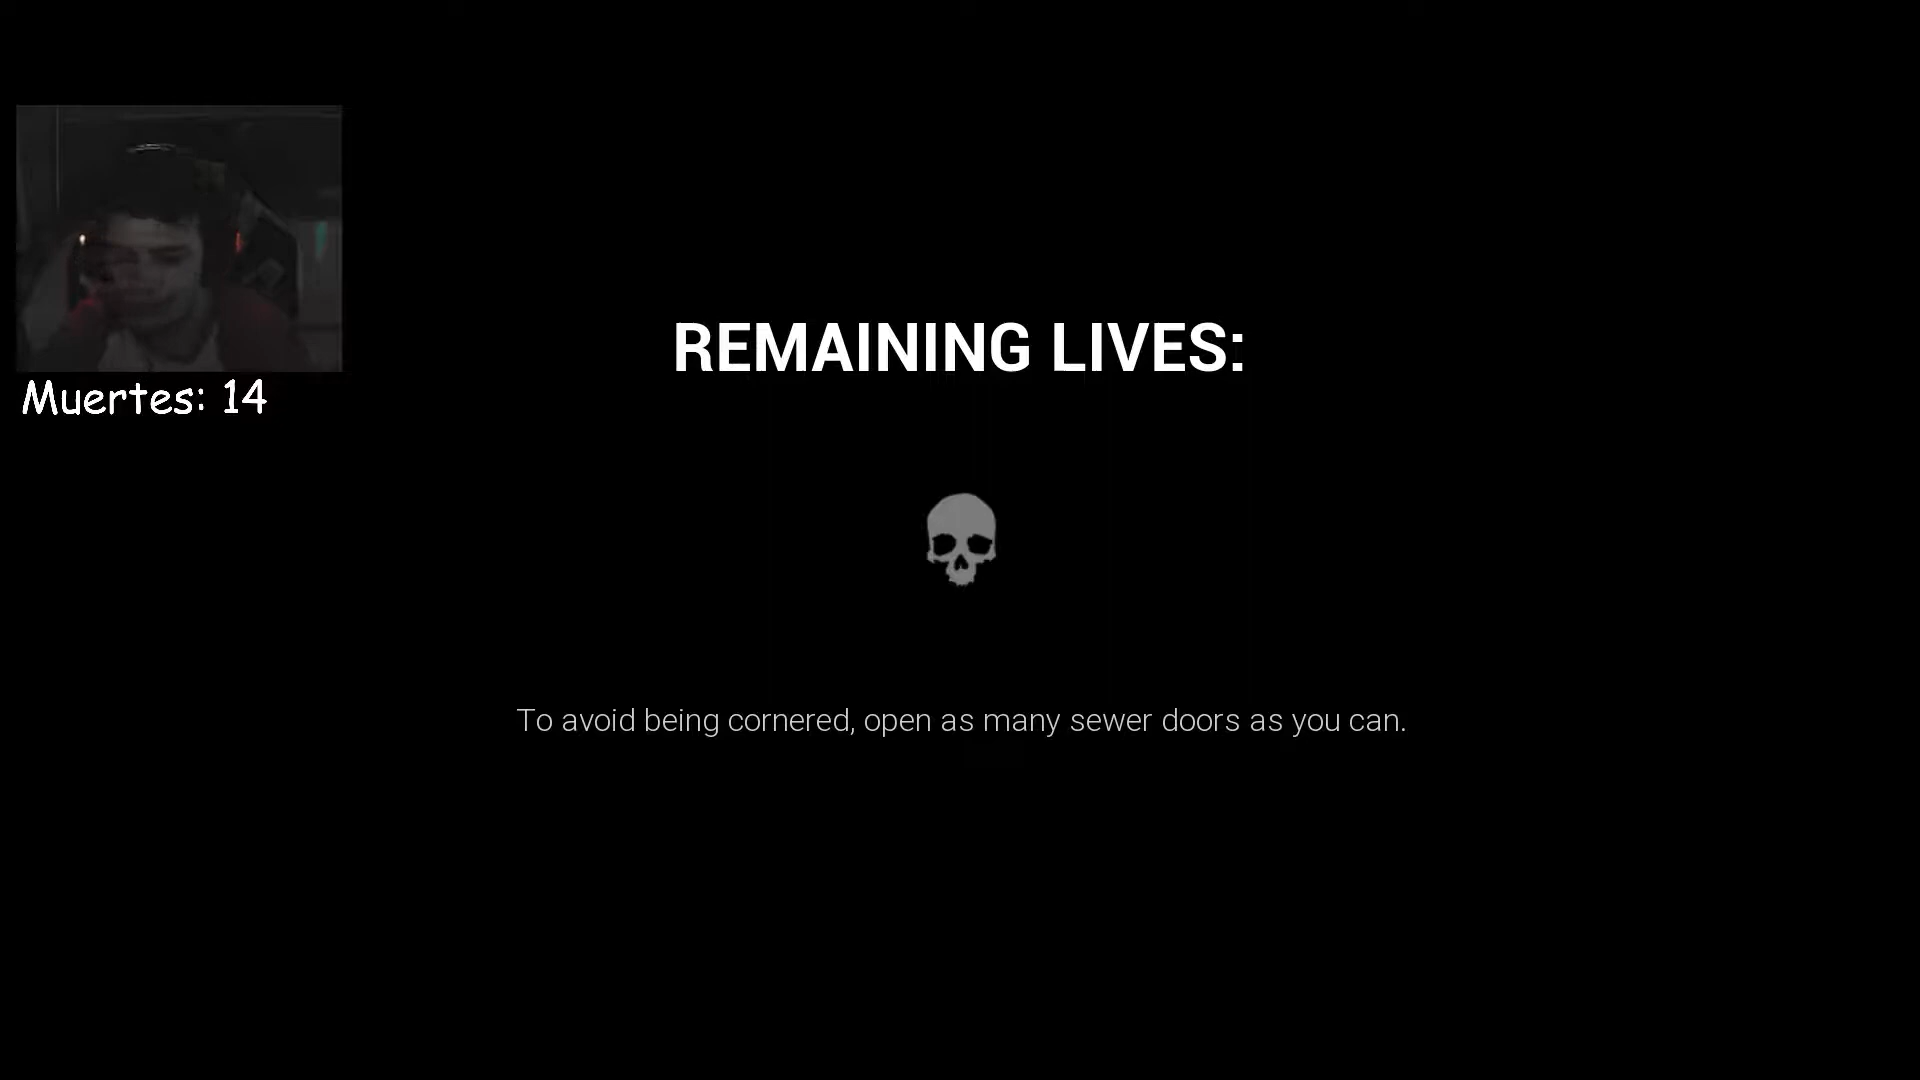 REMAINING LIVES:
Muertes: 14
To avoid being cornered, open as many sewer doors as you can.